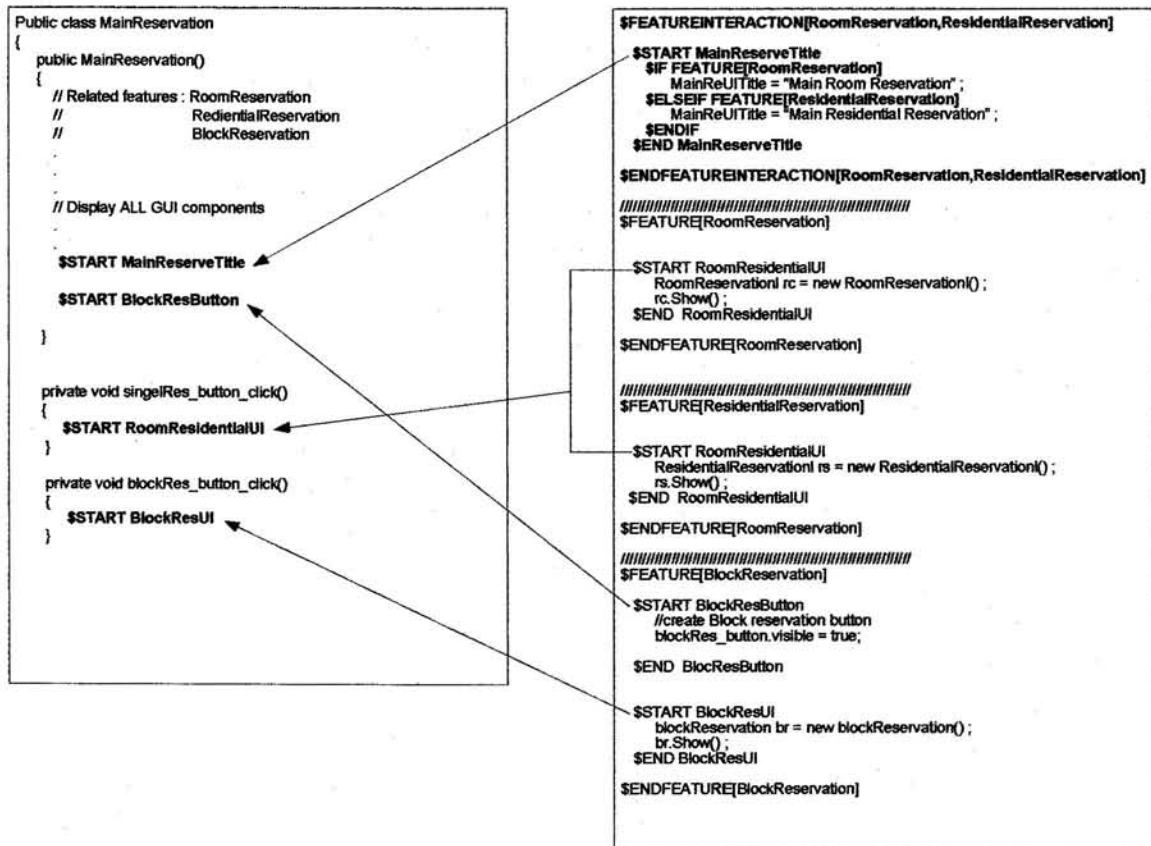 Public class MainReservation
{
public MainReservation()
{
// Related features : RoomReservation
// RedientialReservation
// BlockReservation
.
.
.
// Display ALL GUI components
.
.
$START MainReserveTitle
$START BlockResButton
}
private void singelRes_button_click()
{
$START RoomResidentialUI
}
private void blockRes_button_click()
{
$START BlockResUI
}
$FEATUREINTERACTION[RoomReservation,ResidentialReservation]
$START MainReserveTitle
$IF FEATURE[RoomReservation]
MainReUITitle = "Main Room Reservation" ;
$ELSEIF FEATURE[ResidentialReservation]
MainReUITitle = "Main Residential Reservation" ;
$ENDIF
$END MainReserveTitle
$ENDFEATUREINTERACTION[RoomReservation,ResidentialReservation]
$FEATURE[RoomReservation]
$START RoomResidentialUI
RoomReservationI rc = new RoomReservationI() ;
rc.Show() ;
$END RoomResidentialUI
$ENDFEATURE[RoomReservation]
$FEATURE[ResidentialReservation]
$START RoomResidentialUI
ResidentialReservationI rs = new ResidentialReservationI() ;
rs.Show() ;
$END RoomResidentialUI
$ENDFEATURE[RoomReservation]
$FEATURE[BlockReservation]
$START BlockResButton
//create Block reservation button
blockRes_button.visible = true;
$END BlocResButton
$START BlockResUI
blockReservation br = new blockReservation() ;
br.Show() ;
$END BlockResUI
$ENDFEATURE[BlockReservation]